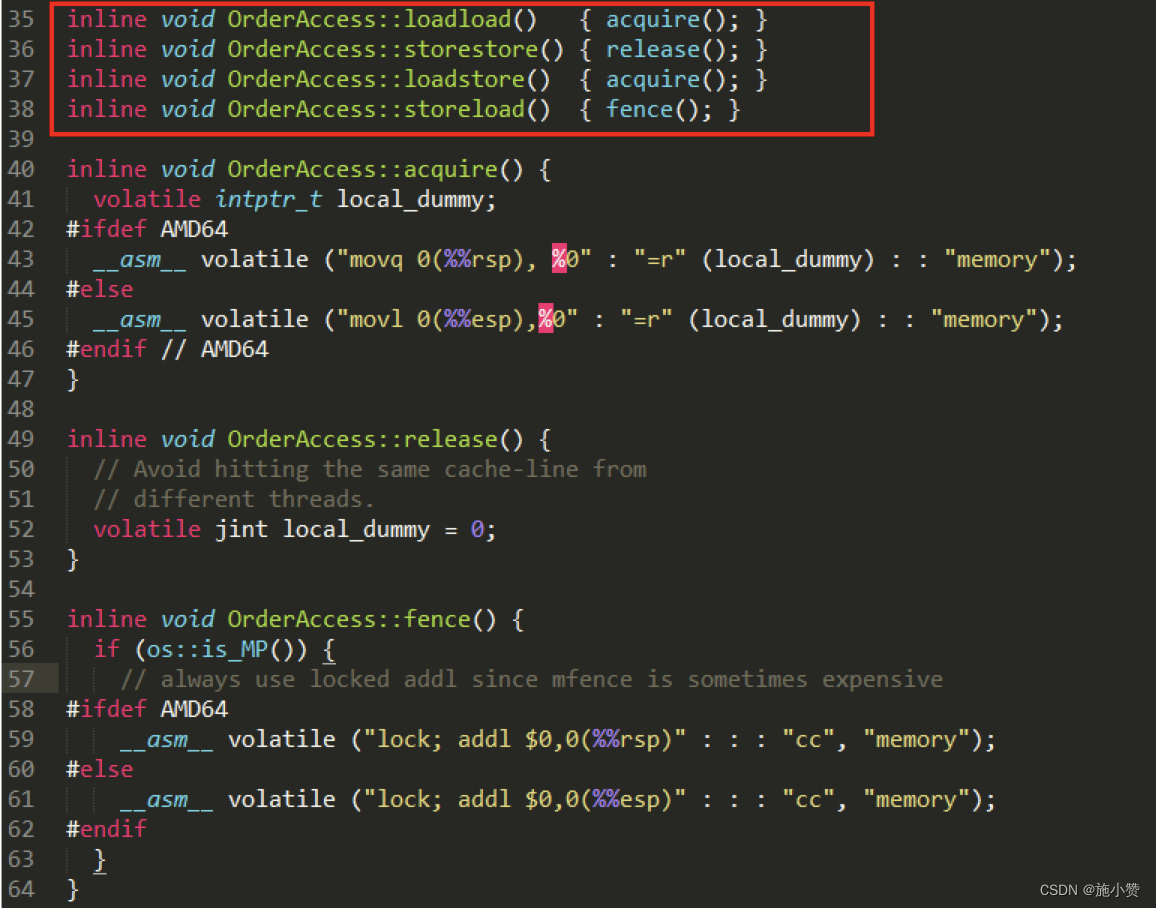 35 inline void OrderAccess::loadload()   { acquire(); }
36 inline void OrderAccess::storestore() { release(); }
37 inline void OrderAccess::loadstore()  { acquire(); }
38 inline void OrderAccess::storeload()  { fence(); }
39
40 inline void OrderAccess::acquire() {
41   volatile intptr_t local_dummy;
42 #ifdef AMD64
43   __asm__ volatile ("movq 0(%%rsp), %0" : "=r" (local_dummy) : : "memory");
44 #else
45   __asm__ volatile ("movl 0(%%esp),%0" : "=r" (local_dummy) : : "memory");
46 #endif // AMD64
47 }
48
49 inline void OrderAccess::release() {
50   // Avoid hitting the same cache-line from
51   // different threads.
52   volatile jint local_dummy = 0;
53 }
54
55 inline void OrderAccess::fence() {
56   if (os::is_MP()) {
57     // always use locked addl since mfence is sometimes expensive
58 #ifdef AMD64
59     __asm__ volatile ("lock; addl $0,0(%%rsp)" : : : "cc", "memory");
60 #else
61     __asm__ volatile ("lock; addl $0,0(%%esp)" : : : "cc", "memory");
62 #endif
63   }
64 }
CSDN @施小赞